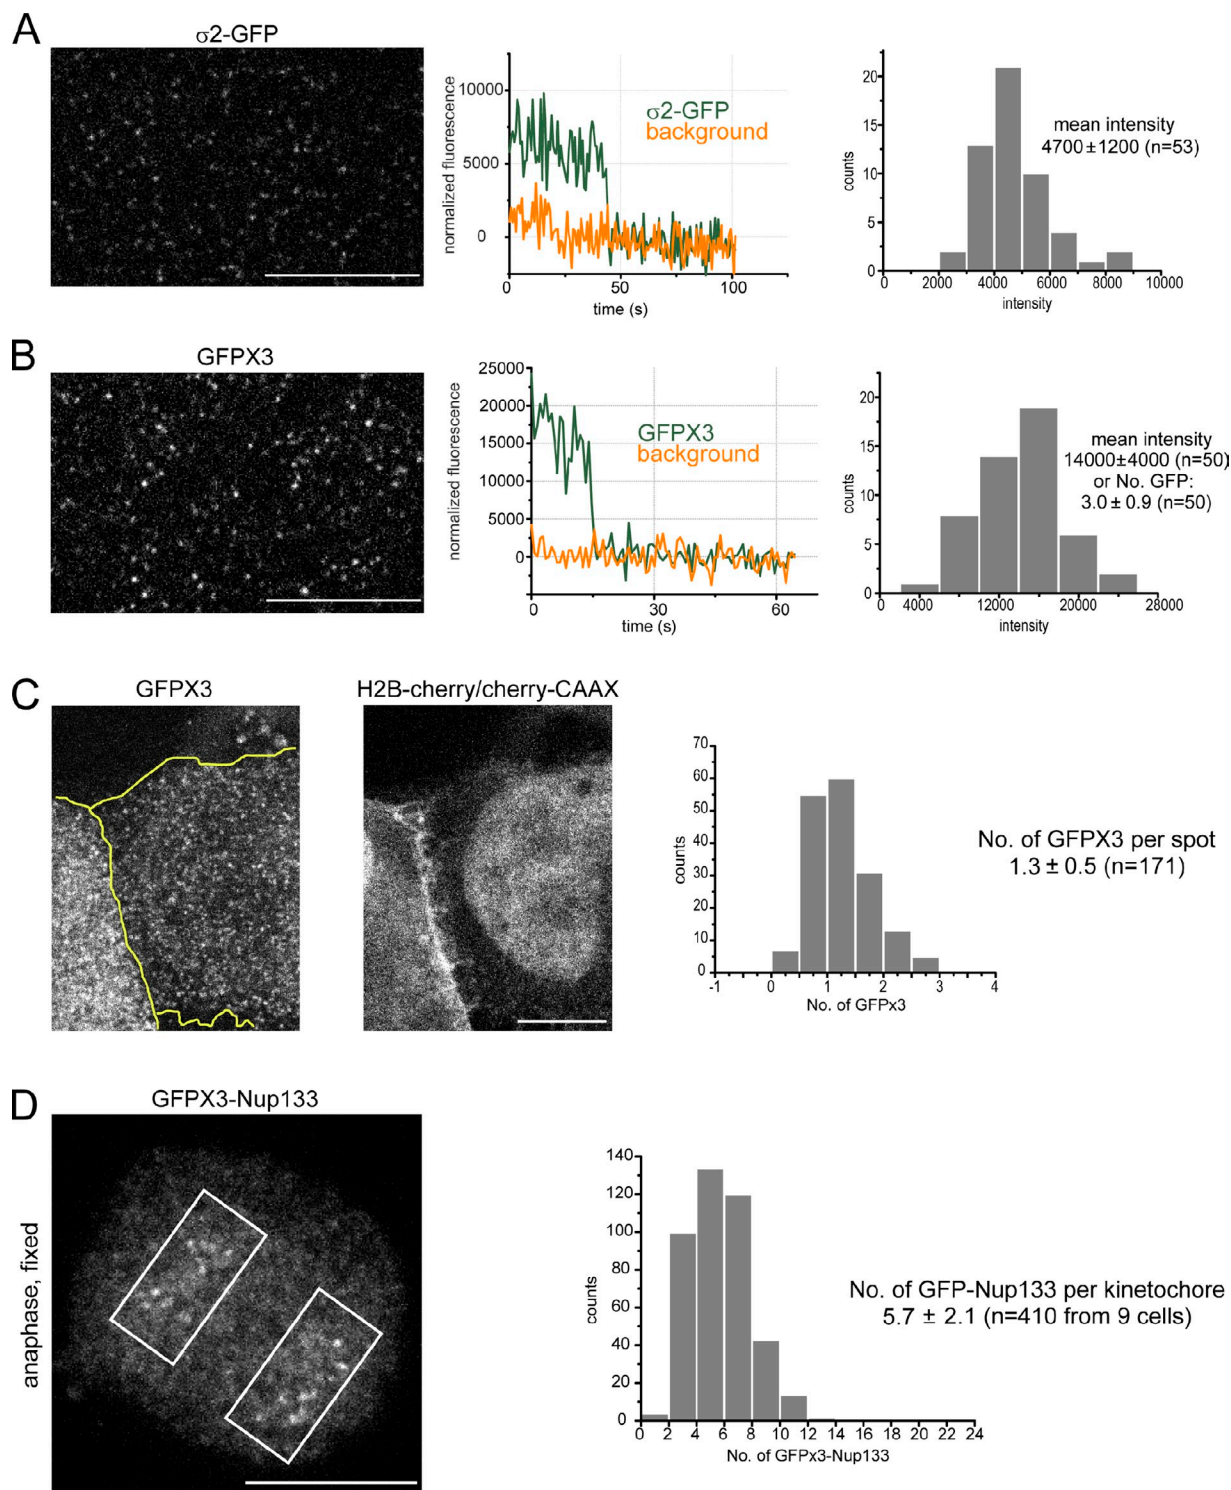 A
σ2-GFP
normalized fluorescence
10000
5000
0
σ2-GFP
background
0
50
100
time (s)
counts
20
15
10
5
0
mean intensity
4700±1200 (n=53)
0
2000
4000
6000
8000
10000
intensity
B
GFPX3
normalized fluorescence
25000
20000
15000
10000
5000
0
GFPX3
background
0
30
60
time (s)
counts
20
15
10
5
0
mean intensity
14000±4000 (n=50)
or No. GFP:
3.0 ± 0.9 (n=50)
0
4000
12000
20000
28000
intensity
C
GFPX3
H2B-cherry/cherry-CAAX
counts
70
60
50
40
30
20
10
0
-1
0
1
2
3
4
No. of GFPx3
No. of GFPX3 per spot
1.3 ± 0.5 (n=171)
D
GFPX3-Nup133
anaphase, fixed
counts
140
120
100
80
60
40
20
0
0 2 4 6 8 10 12 14 16 18 20 22 24
No. of GFPx3-Nup133
No. of GFP-Nup133 per kinetochore
5.7 ± 2.1 (n=410 from 9 cells)